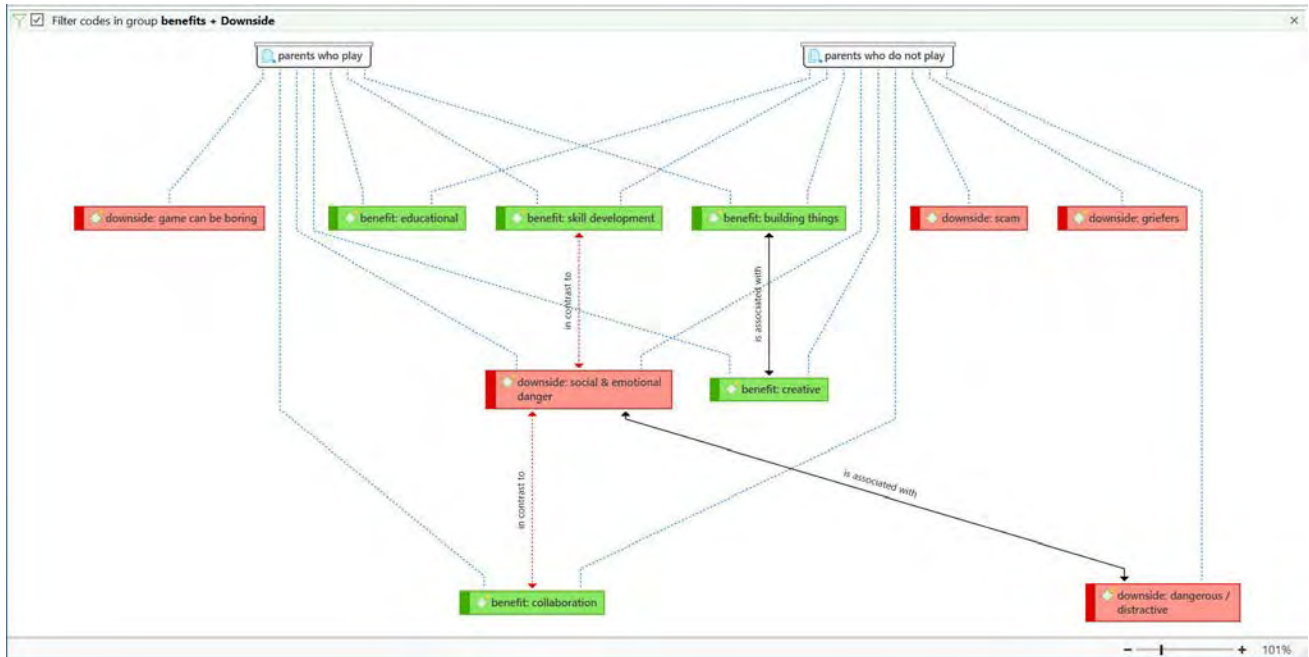 Filter codes in group benefits + Downside
parents who play
parents who do not play
downside: game can be boring
benefit: educational
benefit: skill development
benefit: building things
downside: scam
downside: griefers
in contrast to
is associated with
downside: social & emotional
danger
benefit: creative
in contrast to
is associated with
benefit: collaboration
downside: dangerous /
distractive
101%